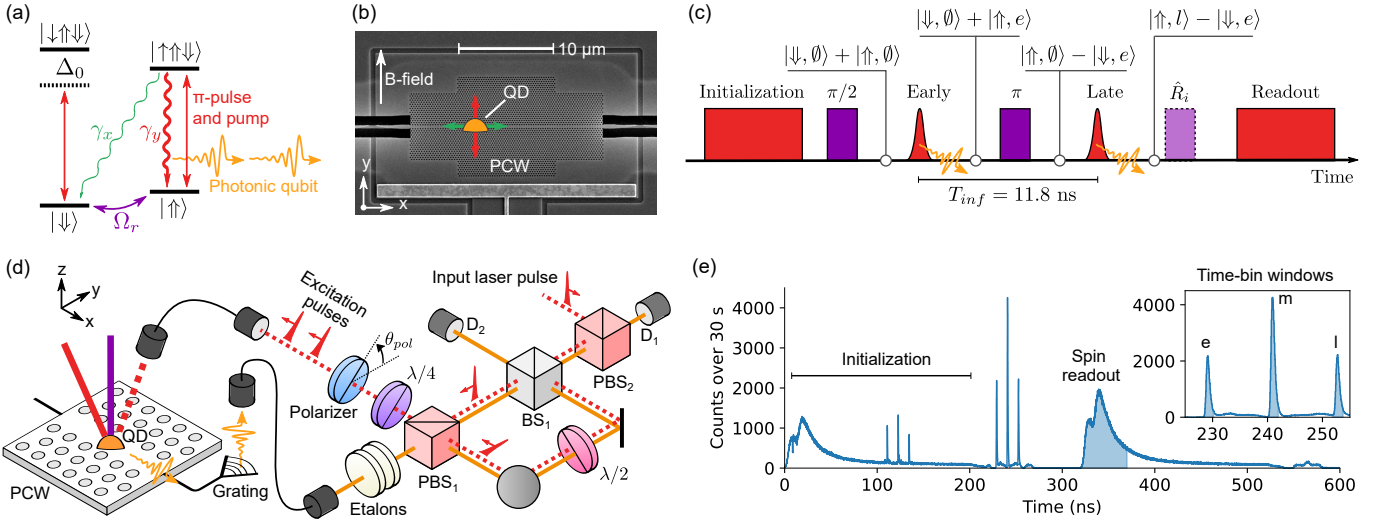 (a)
|↓⇑⇓⟩
Δ₀
|↑⇑⇓⟩
γₓ
γᵧ
π-pulse
and pump
Photonic qubit
|⇓⟩
Ωᵣ
|⇑⟩
(b)
10 μm
B-field
QD
PCW
y
x
(c)
|⇓, ∅⟩ + |⇑, e⟩
|⇑, l⟩ − |⇓, e⟩
|⇓, ∅⟩ + |⇑, ∅⟩
|⇑, ∅⟩ − |⇓, e⟩
Initialization
π/2
Early
π
Late
R̂ᵢ
Readout
T_inf = 11.8 ns
Time
(d)
z
y
x
QD
PCW
Grating
Excitation
pulses
θ_pol
Polarizer
λ/4
Etalons
PBS₁
Input laser pulse
D₂
D₁
PBS₂
BS₁
λ/2
(e)
Counts over 30 s
4000
3000
2000
1000
0
Initialization
Spin
readout
0
100
200
300
400
500
600
Time (ns)
Time-bin windows
4000
2000
0
e
m
l
230
240
250